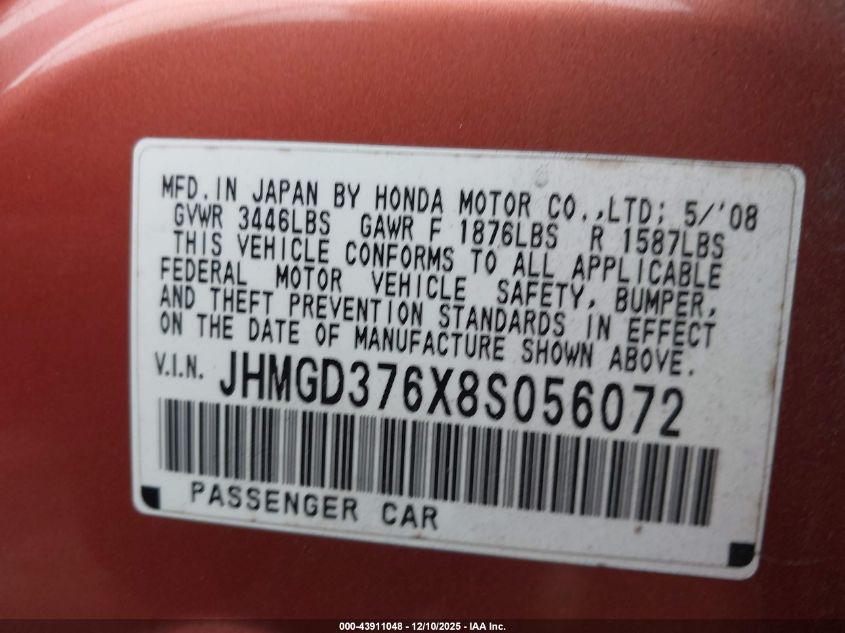 MFD.IN JAPAN BY HONDA MOTOR CO.,LTD; 5/'08
GVWR 3446LBS GAWR F 1876LBS R 1587LBS
THIS VEHICLE CONFORMS TO ALL APPLICABLE
FEDERAL MOTOR VEHICLE SAFETY, BUMPER,
AND THEFT PREVENTION STANDARDS IN EFFECT
ON THE DATE OF MANUFACTURE SHOWN ABOVE.
V.I.N. JHMGD376X8S056072
PASSENGER CAR
000-43911048 - 12/10/2025 - IAA Inc.